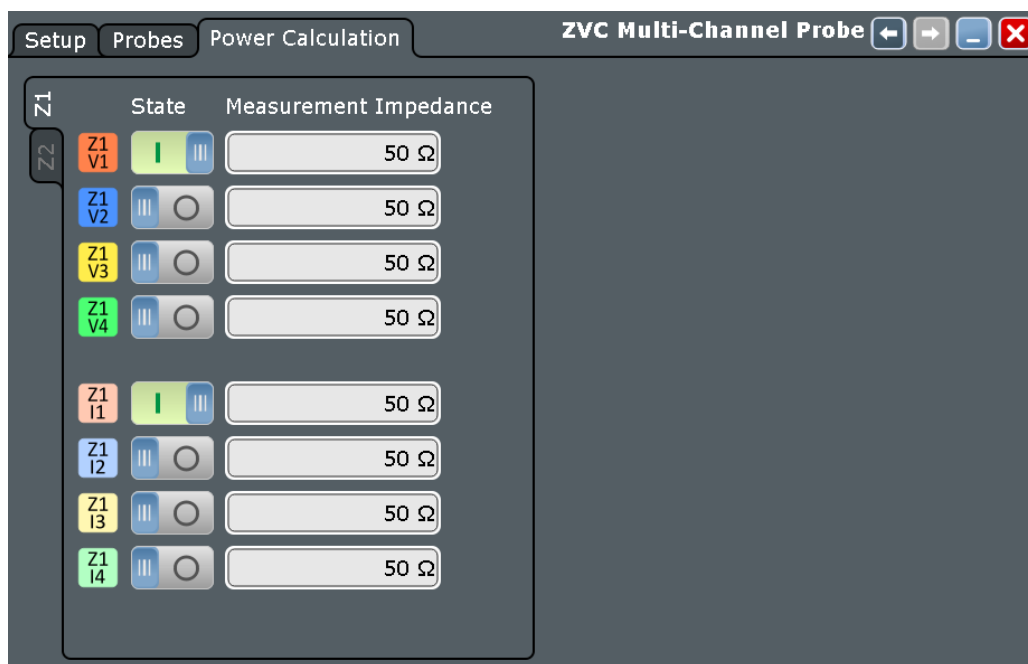 Setup Probes Power Calculation ZVC Multi-Channel Probe
Z1
Z2
State Measurement Impedance
Z1
V1
50 Ω
Z1
V2
50 Ω
Z1
V3
50 Ω
Z1
V4
50 Ω
Z1
I1
50 Ω
Z1
I2
50 Ω
Z1
I3
50 Ω
Z1
I4
50 Ω